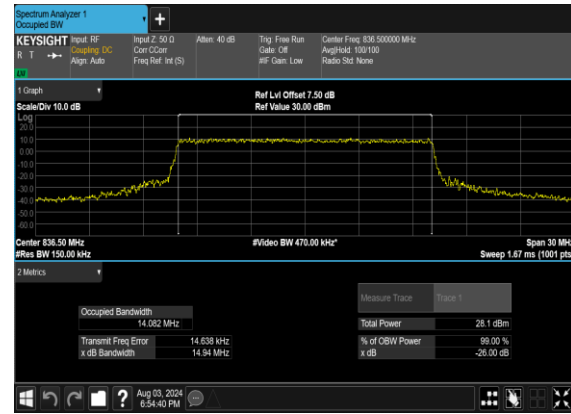 Spectrum Analyzer 1
Occupied BW
+
KEYSIGHT Input: RF Input Z: 50 Ω Atten: 40 dB Trig: Free Run Center Freq: 836.500000 MHz
R T Coupling: DC Corr CCorr Gate: Off Avg|Hold: 100/100
Align: Auto Freq Ref: Int (S) #IF Gain: Low Radio Std: None
LXI
1 Graph
Ref Lvl Offset 7.50 dB
Scale/Div 10.0 dB Ref Value 30.00 dBm
Log
20.0
10.0
0.00
-10.0
-20.0
-30.0
-40.0
-50.0
-60.0
Center 836.50 MHz #Video BW 470.00 kHz* Span 30 MHz
#Res BW 150.00 kHz Sweep 1.67 ms (1001 pts
2 Metrics
Measure Trace Trace 1
Occupied Bandwidth
14.082 MHz
Total Power 28.1 dBm
Transmit Freq Error 14.638 kHz % of OBW Power 99.00 %
x dB Bandwidth 14.94 MHz x dB -26.00 dB
?
Aug 03, 2024
6:54:40 PM